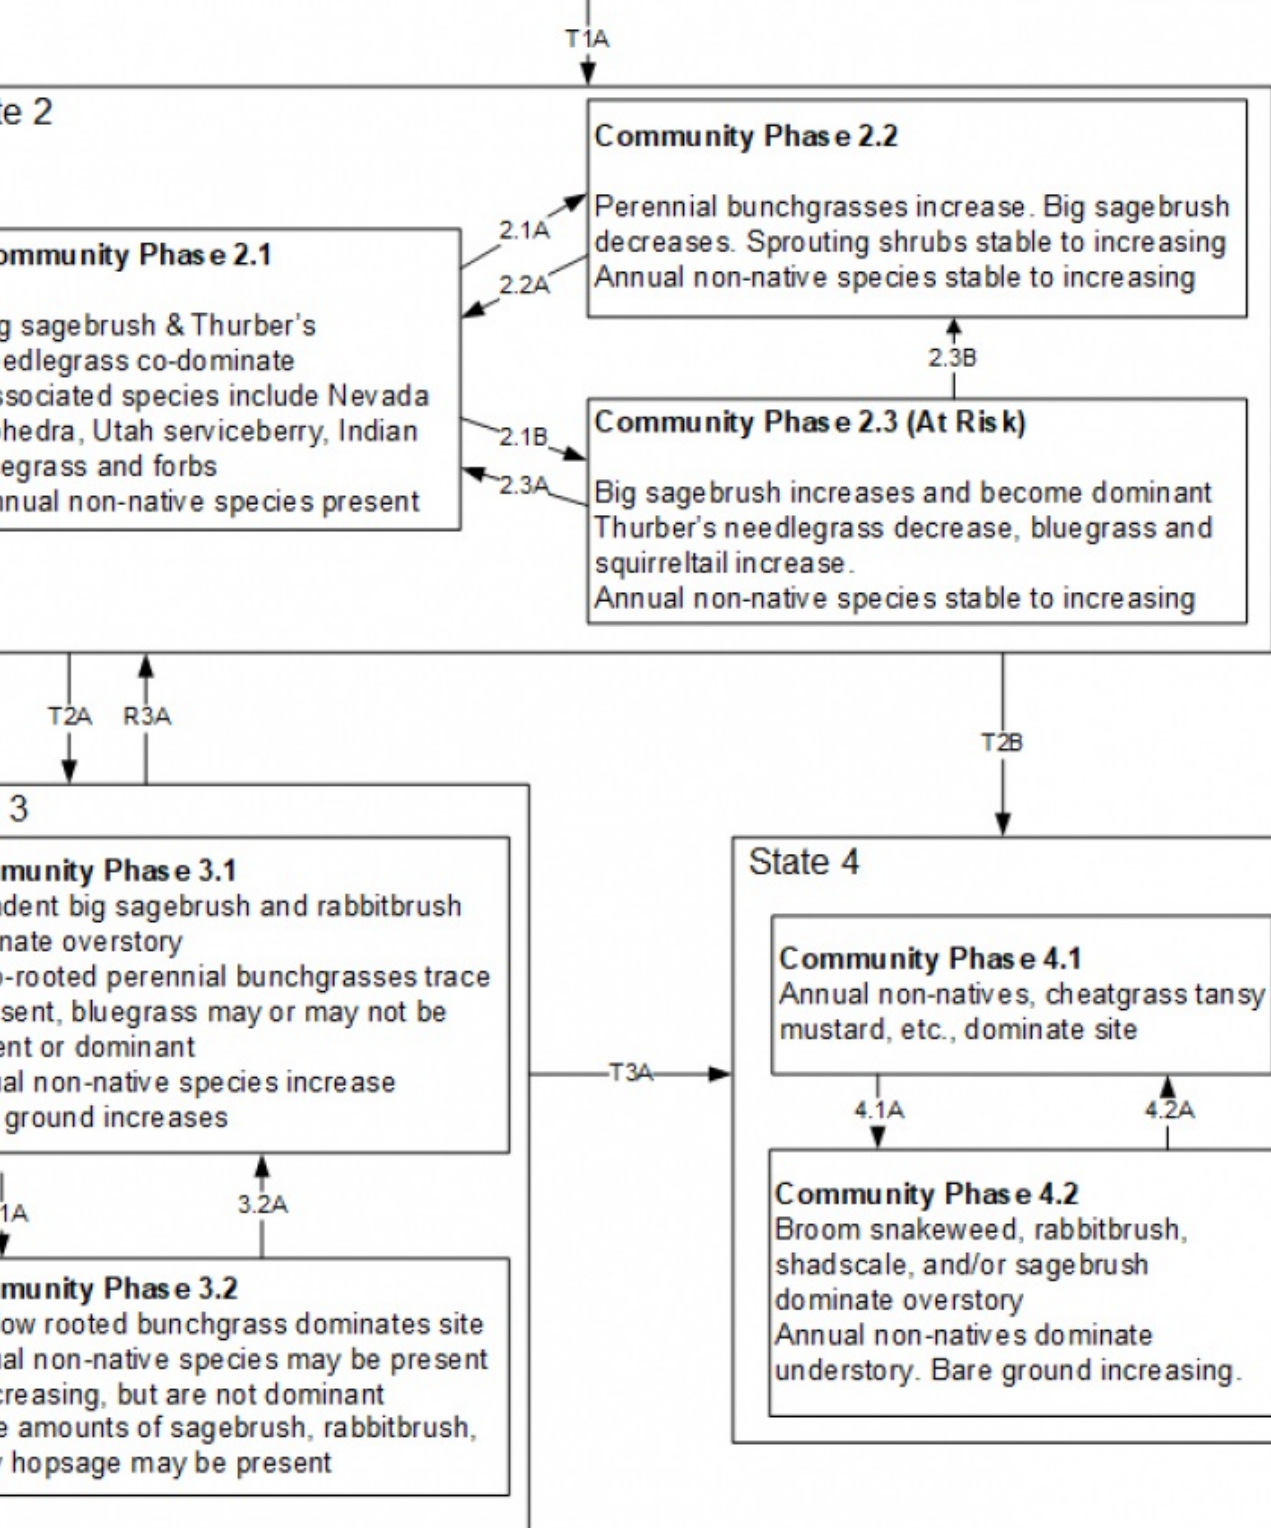 T1A
te 2
Community Phase 2.2
Perennial bunchgrasses increase. Big sagebrush
decreases. Sprouting shrubs stable to increasing
Annual non-native species stable to increasing
2.1A
2.2A
ommunity Phase 2.1
g sagebrush & Thurber's
edlegrass co-dominate
ssociated species include Nevada
hedra, Utah serviceberry, Indian
egrass and forbs
nnual non-native species present
2.3B
2.1B
2.3A
Community Phase 2.3 (At Risk)
Big sagebrush increases and become dominant
Thurber's needlegrass decrease, bluegrass and
squirreltail increase.
Annual non-native species stable to increasing
T2A
R3A
T2B
3
munity Phase 3.1
dent big sagebrush and rabbitbrush
nate overstory
-rooted perennial bunchgrasses trace
sent, bluegrass may or may not be
ent or dominant
al non-native species increase
ground increases
T3A
1A
3.2A
munity Phase 3.2
ow rooted bunchgrass dominates site
al non-native species may be present
creasing, but are not dominant
e amounts of sagebrush, rabbitbrush,
hopsage may be present
State 4
Community Phase 4.1
Annual non-natives, cheatgrass tansy
mustard, etc., dominate site
4.1A
4.2A
Community Phase 4.2
Broom snakeweed, rabbitbrush,
shadscale, and/or sagebrush
dominate overstory
Annual non-natives dominate
understory. Bare ground increasing.